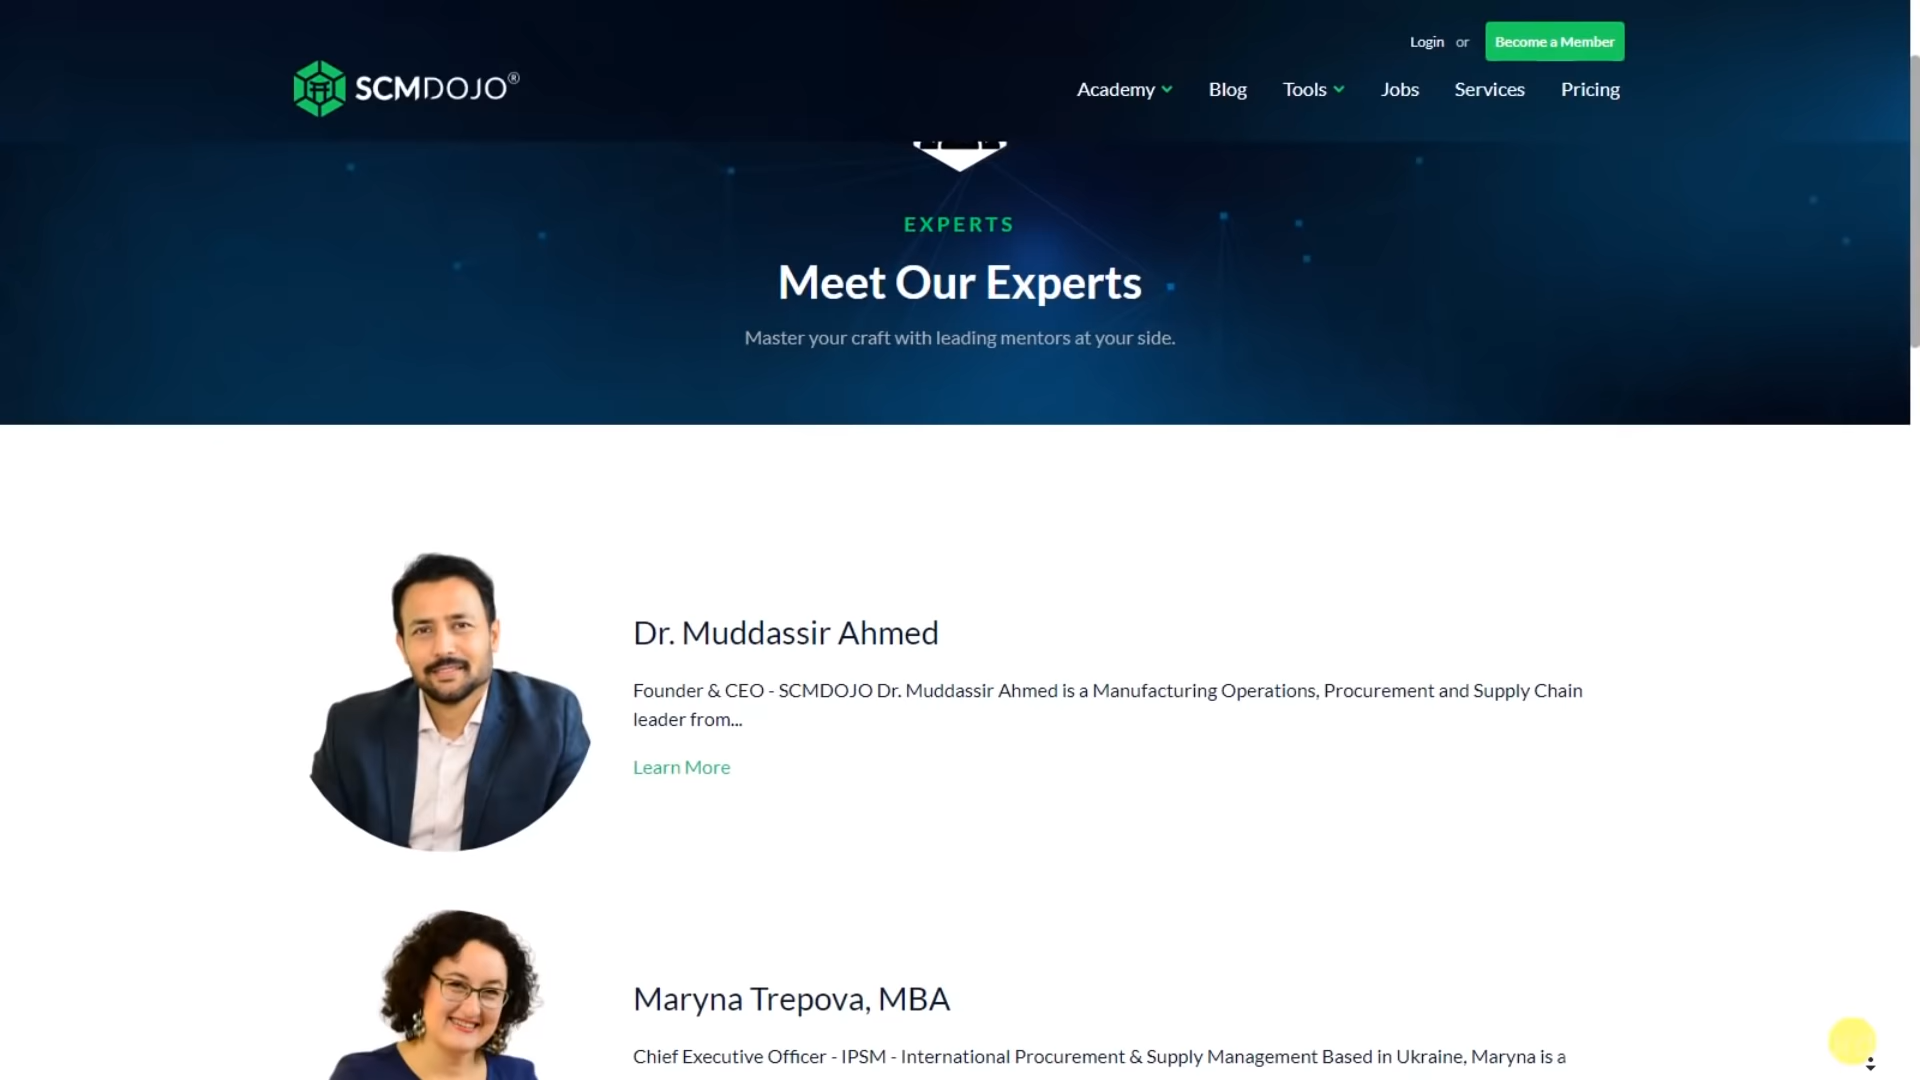 Login or Become a Member
SCMDOJO®
Academy Blog Tools Jobs Services Pricing
EXPERTS
Meet Our Experts
Master your craft with leading mentors at your side.
Dr. Muddassir Ahmed
Founder & CEO - SCMDOJO Dr. Muddassir Ahmed is a Manufacturing Operations, Procurement and Supply Chain
leader from...
Learn More
Maryna Trepova, MBA
Chief Executive Officer - IPSM - International Procurement & Supply Management Based in Ukraine, Maryna is a